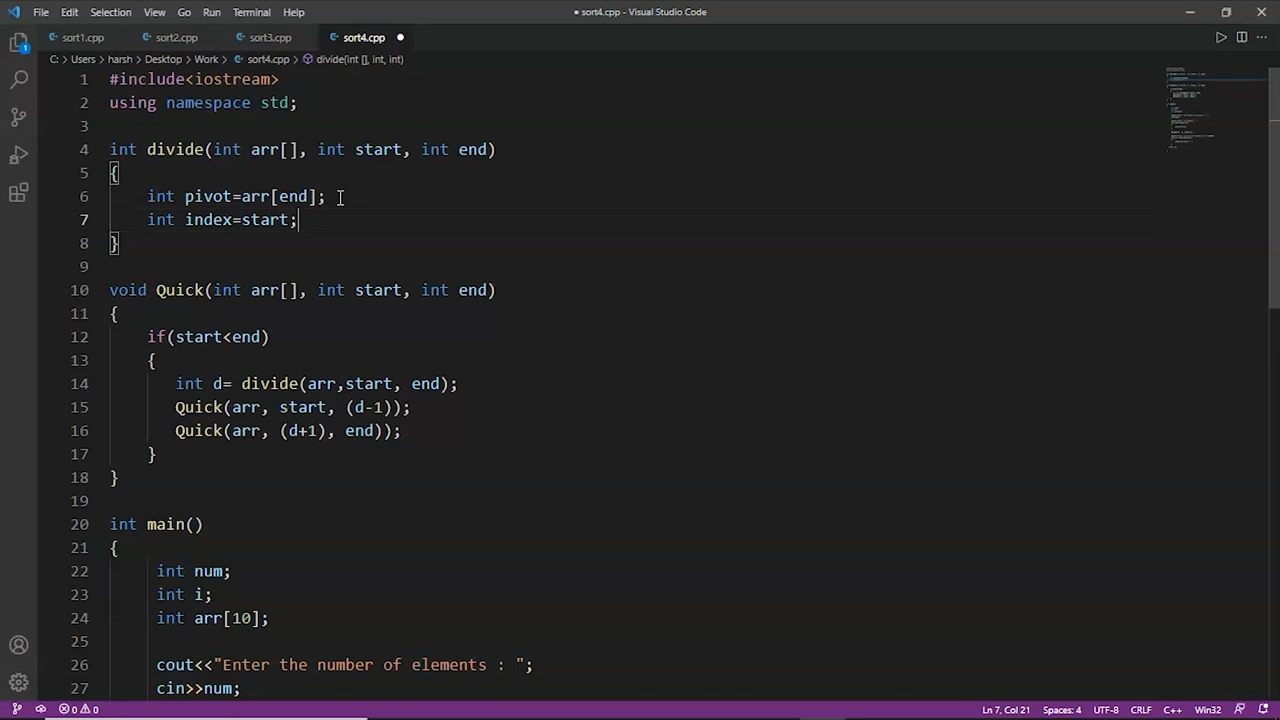 File Edit Selection View Go Run Terminal Help
● sort4.cpp - Visual Studio Code
sort1.cpp sort2.cpp sort3.cpp sort4.cpp
C: > Users > harsh > Desktop > Work > sort4.cpp > divide(int [], int, int)
1 #include<iostream>
2 using namespace std;
3
4 int divide(int arr[], int start, int end)
5 {
6 int pivot=arr[end];
7 int index=start;
8 }
9
10 void Quick(int arr[], int start, int end)
11 {
12 if(start<end)
13 {
14 int d= divide(arr,start, end);
15 Quick(arr, start, (d-1));
16 Quick(arr, (d+1), end));
17 }
18 }
19
20 int main()
21 {
22 int num;
23 int i;
24 int arr[10];
25
26 cout<<"Enter the number of elements : ";
27 cin>>num;
1
0 0 Ln 7, Col 21 Spaces: 4 UTF-8 CRLF C++ Win32